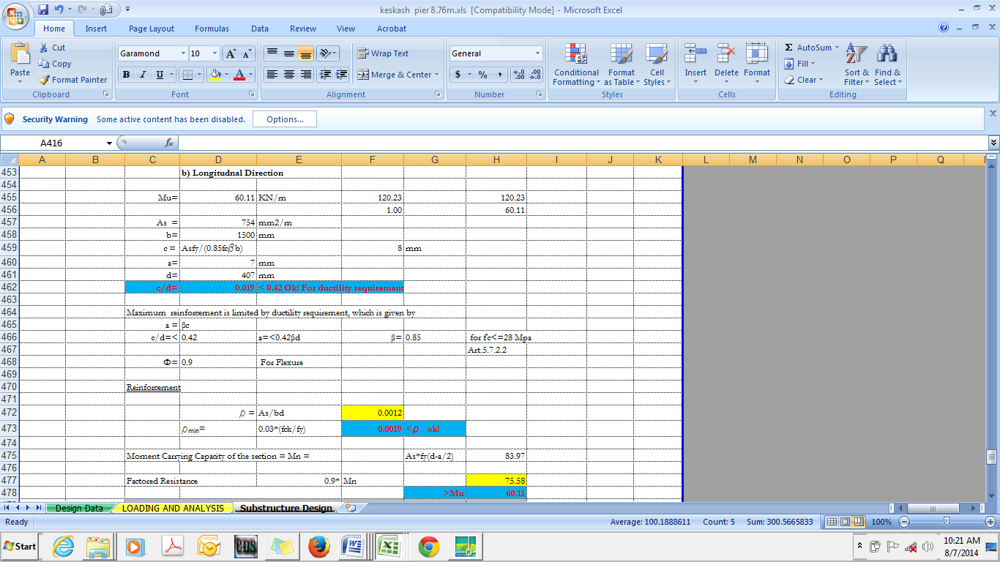 keskash pier 8.76m.xls [Compatibility Mode] - Microsoft Excel
Home Insert Page Layout Formulas Data Review View Acrobat
Paste
Cut
Copy
Format Painter
Clipboard
Garamond 10
B I U
Font
Wrap Text
Merge & Center
Alignment
General
$ % ,
Number
Conditional Formatting
Format as Table
Cell Styles
Styles
Insert Delete Format
Cells
AutoSum
Fill
Clear
Sort & Filter
Find & Select
Editing
Security Warning Some active content has been disabled. Options...
A416 fx
A B C D E F G H I J K L M N O P Q
453 b) Longitudnal Direction
454
455 Mu= 60.11 KN/m 120.23 120.23
456 1.00 60.11
457 As = 754 mm2/m
458 b= 1500 mm
459 c = Asfy/(0.85fcβb) 8 mm
460 a= 7 mm
461 d= 407 mm
462 c/d= 0.019 < 0.42 Ok! For ductility requirement
463
464 Maximum reinforcement is limited by ductility requirement, which is given by
465 a = βc
466 c/d=< 0.42 a=<0.42βd β= 0.85 for f'c<=28 Mpa
467 Art.5.7.2.2
468 Φ= 0.9 For Flexure
469
470 Reinforcement
471
472 ρ = As/bd 0.0012
473 ρmin= 0.03*(fck/fy) 0.0019 < ρ ok!
474
475 Moment Carrying Capacity of the section = Mn = As*fy(d-a/2) 83.97
476
477 Factored Resistance 0.9* Mn 75.58
478 >Mu 60.11
Design Data LOADING AND ANALYSIS Substructure Design
Ready Average: 100.1888611 Count: 5 Sum: 300.5665833 100%
Start 10:21 AM
8/7/2014